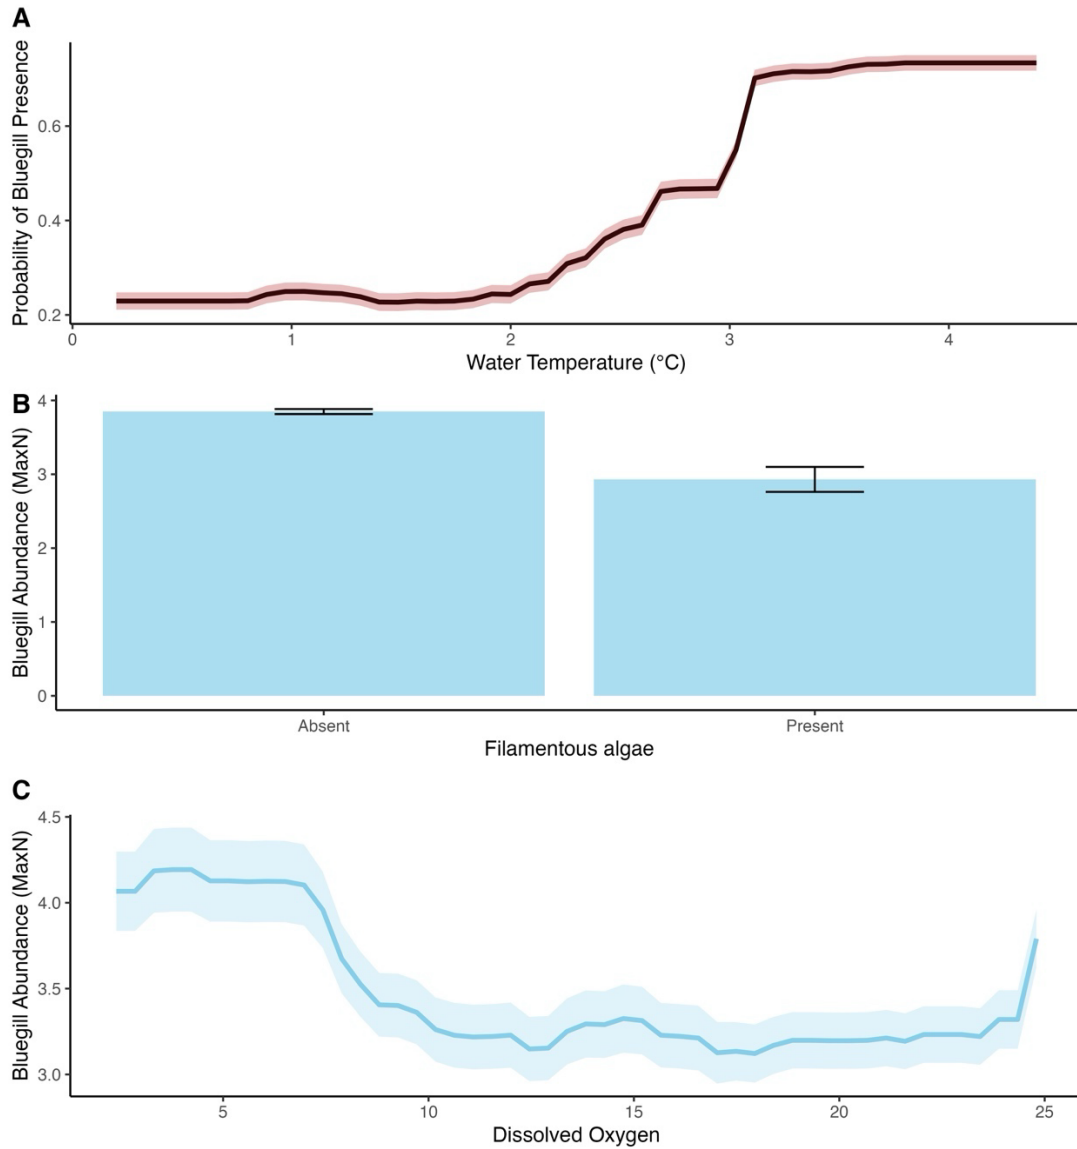 A
Probability of Bluegill Presence
0.6
0.4
0.2
0 1 2 3 4
Water Temperature (°C)
B
Bluegill Abundance (MaxN)
4
3
2
1
0
Absent Present
Filamentous algae
C
Bluegill Abundance (MaxN)
4.5
4.0
3.5
3.0
5 10 15 20 25
Dissolved Oxygen